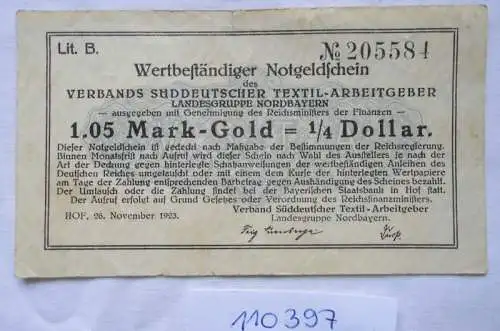 Lit. B.
№ 205584
Wertbeständiger Notgeldschein
des
VERBANDS SÜDDEUTSCHER TEXTIL-ARBEITGEBER
LANDESGRUPPE NORDBAYERN
— ausgegeben mit Genehmigung des Reichsministers der Finanzen —
1.05 Mark-Gold = 1/4 Dollar.
Dieser Notgeldschein ist gedeckt nach Maßgabe der Bestimmungen der Reichsregierung.
Binnen Monatsfrist nach Aufruf wird dieser Schein nach Wahl des Ausstellers je nach der
Art der Deckung gegen hinterlegte Schatzanweisungen der wertbeständigen Anleihen des
Deutschen Reiches umgetauscht oder mit einem dem Kurse der hinterlegten Wertpapiere
am Tage der Zahlung entsprechenden Barbetrag gegen Aushändigung des Scheines bezahlt.
Der Umtausch oder die Zahlung findet bei der Bayerischen Staatsbank in Hof statt.
Der Aufruf erfolgt auf Grund Gesetzes oder Verordnung des Reichsfinanzministers.
HOF, 26. November 1923.
Verband Süddeutscher Textil-Arbeitgeber
Landesgruppe Nordbayern.
110397